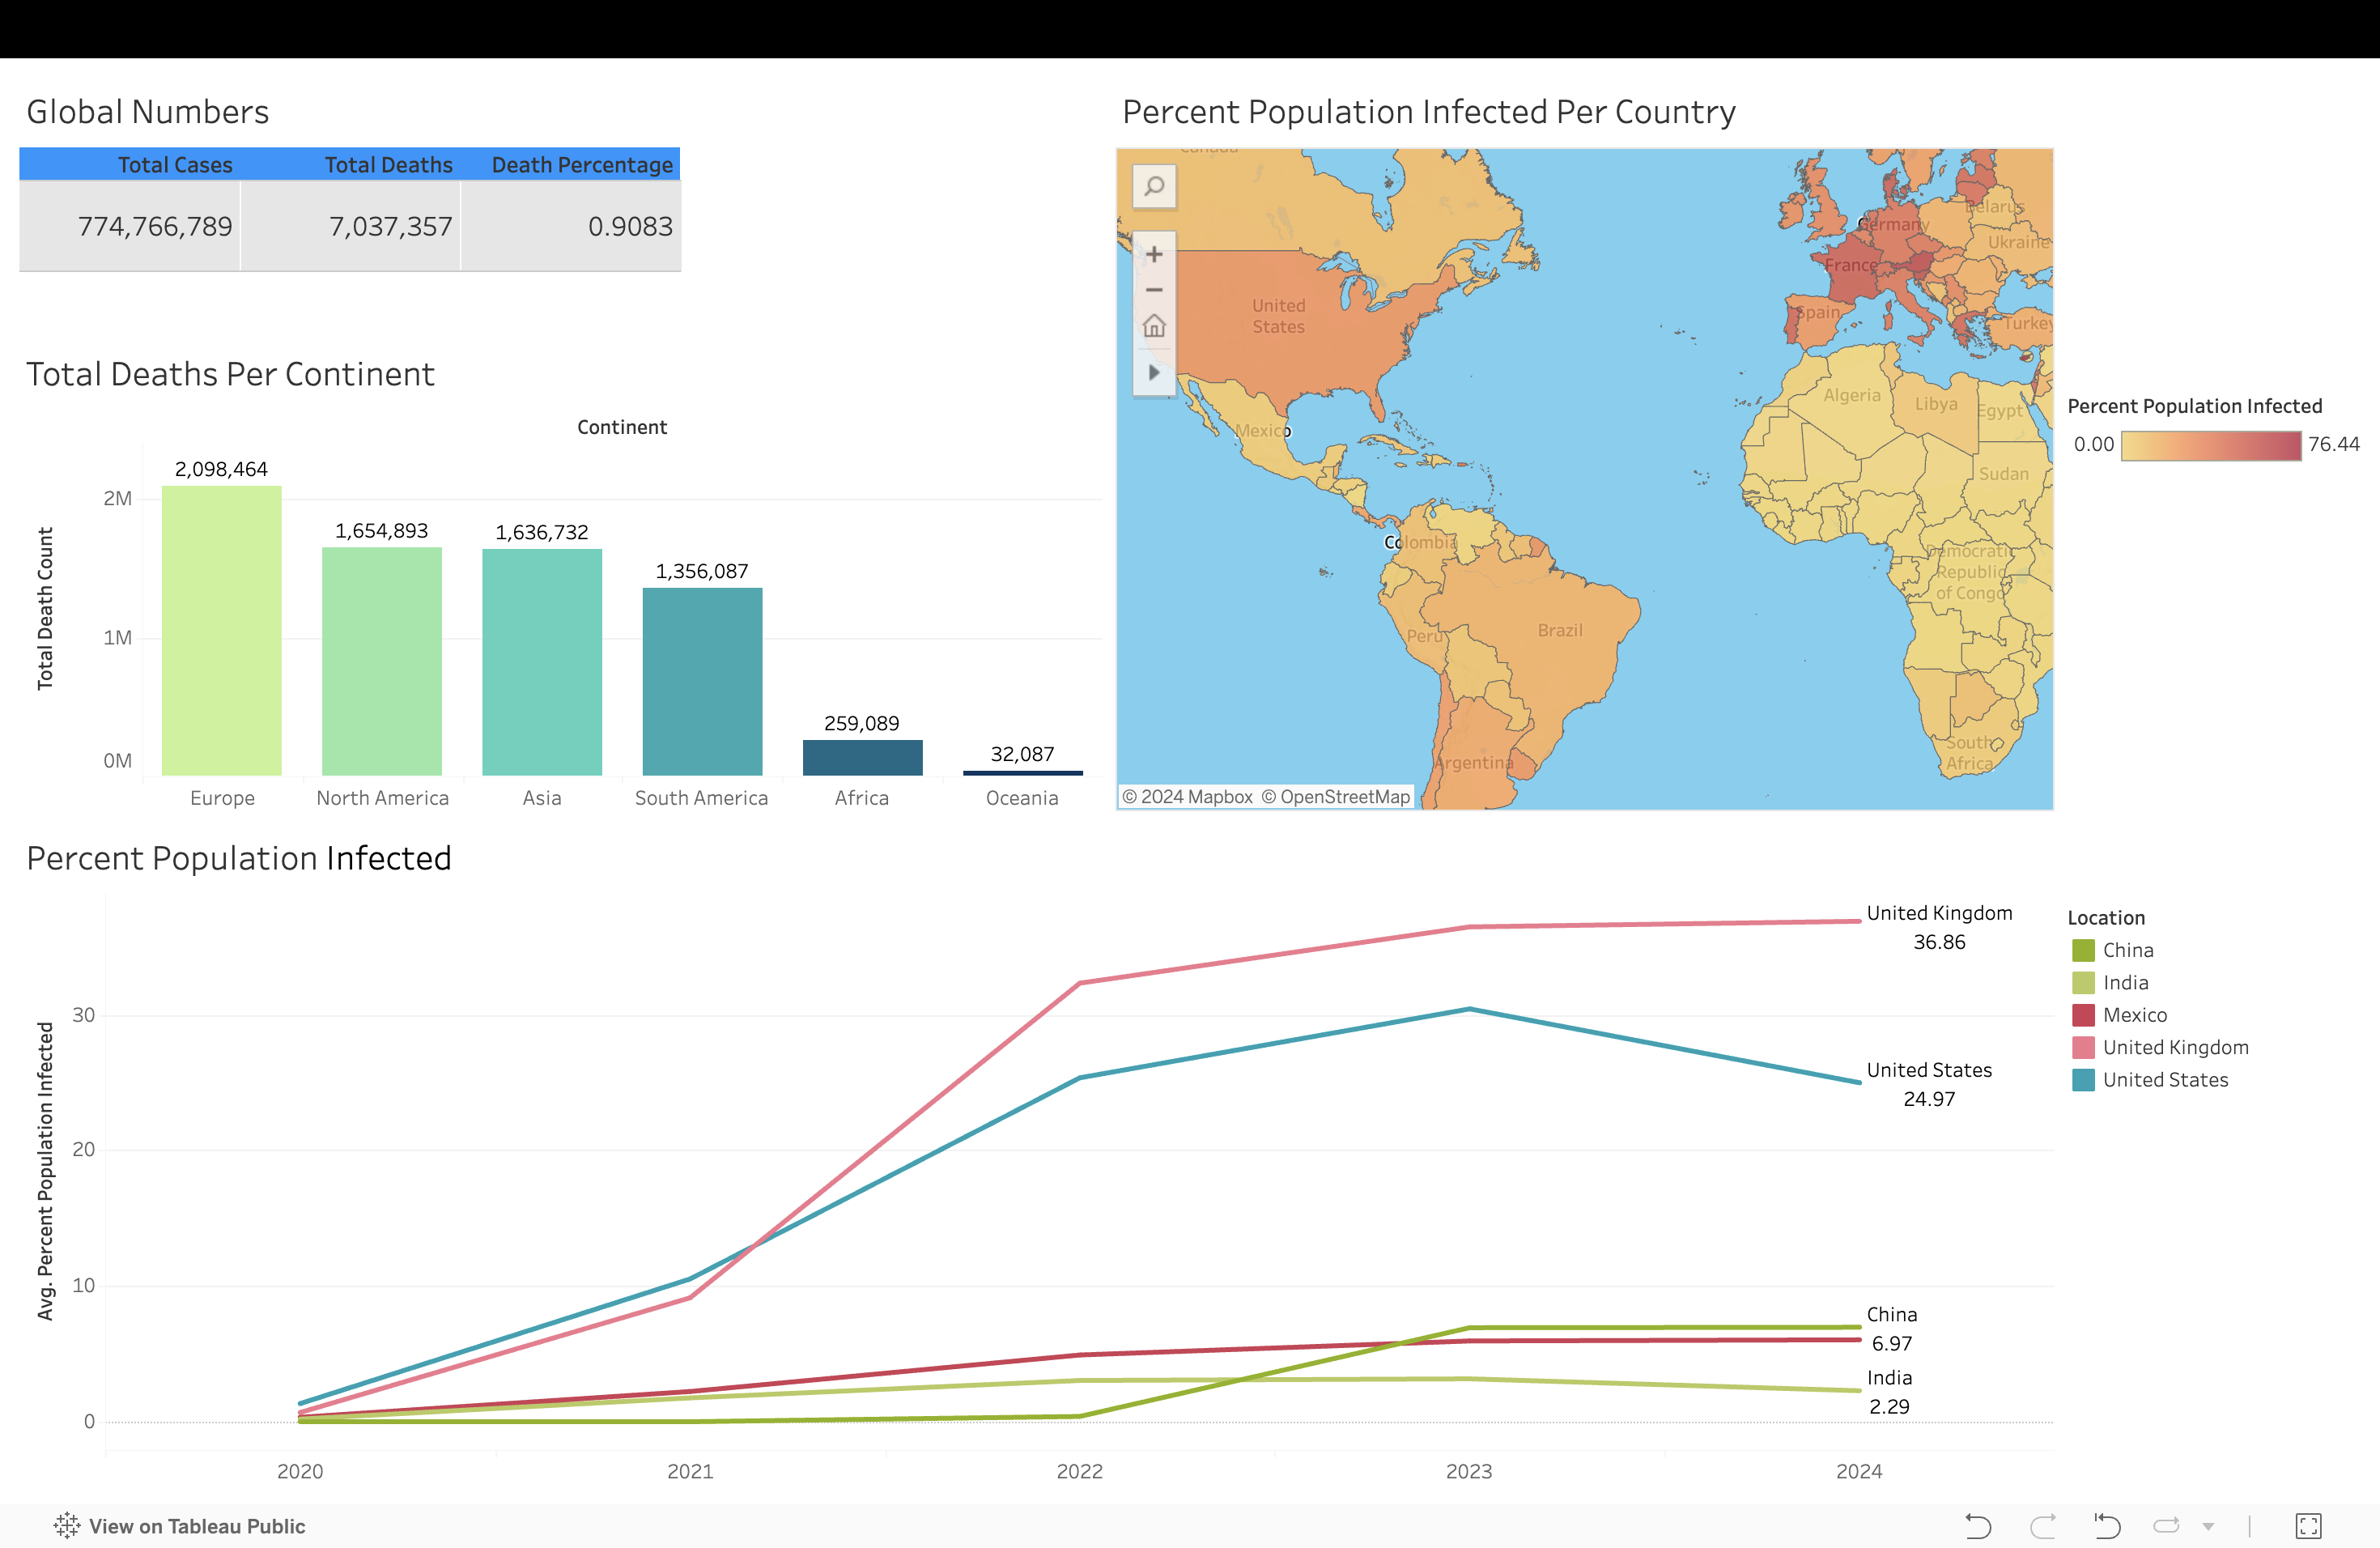 Global Numbers
Total Cases Total Deaths Death Percentage
774,766,789 7,037,357 0.9083
Total Deaths Per Continent
Continent
Total Death Count
2M
1M
0M
2,098,464
1,654,893
1,636,732
1,356,087
259,089
32,087
Europe North America Asia South America Africa Oceania
Percent Population Infected Per Country
Canada
United
States
Mexico
Colombia
Peru
Brazil
Argentina
Germany
Belarus
Ukraine
France
Spain
Turkey
Algeria
Libya
Egypt
Sudan
Democratic
Republic
of Congo
South
Africa
© 2024 Mapbox © OpenStreetMap
Percent Population Infected
0.00 76.44
Percent Population Infected
Avg. Percent Population Infected
30
20
10
0
United Kingdom
36.86
United States
24.97
China
6.97
India
2.29
2020 2021 2022 2023 2024
Location
China
India
Mexico
United Kingdom
United States
View on Tableau Public